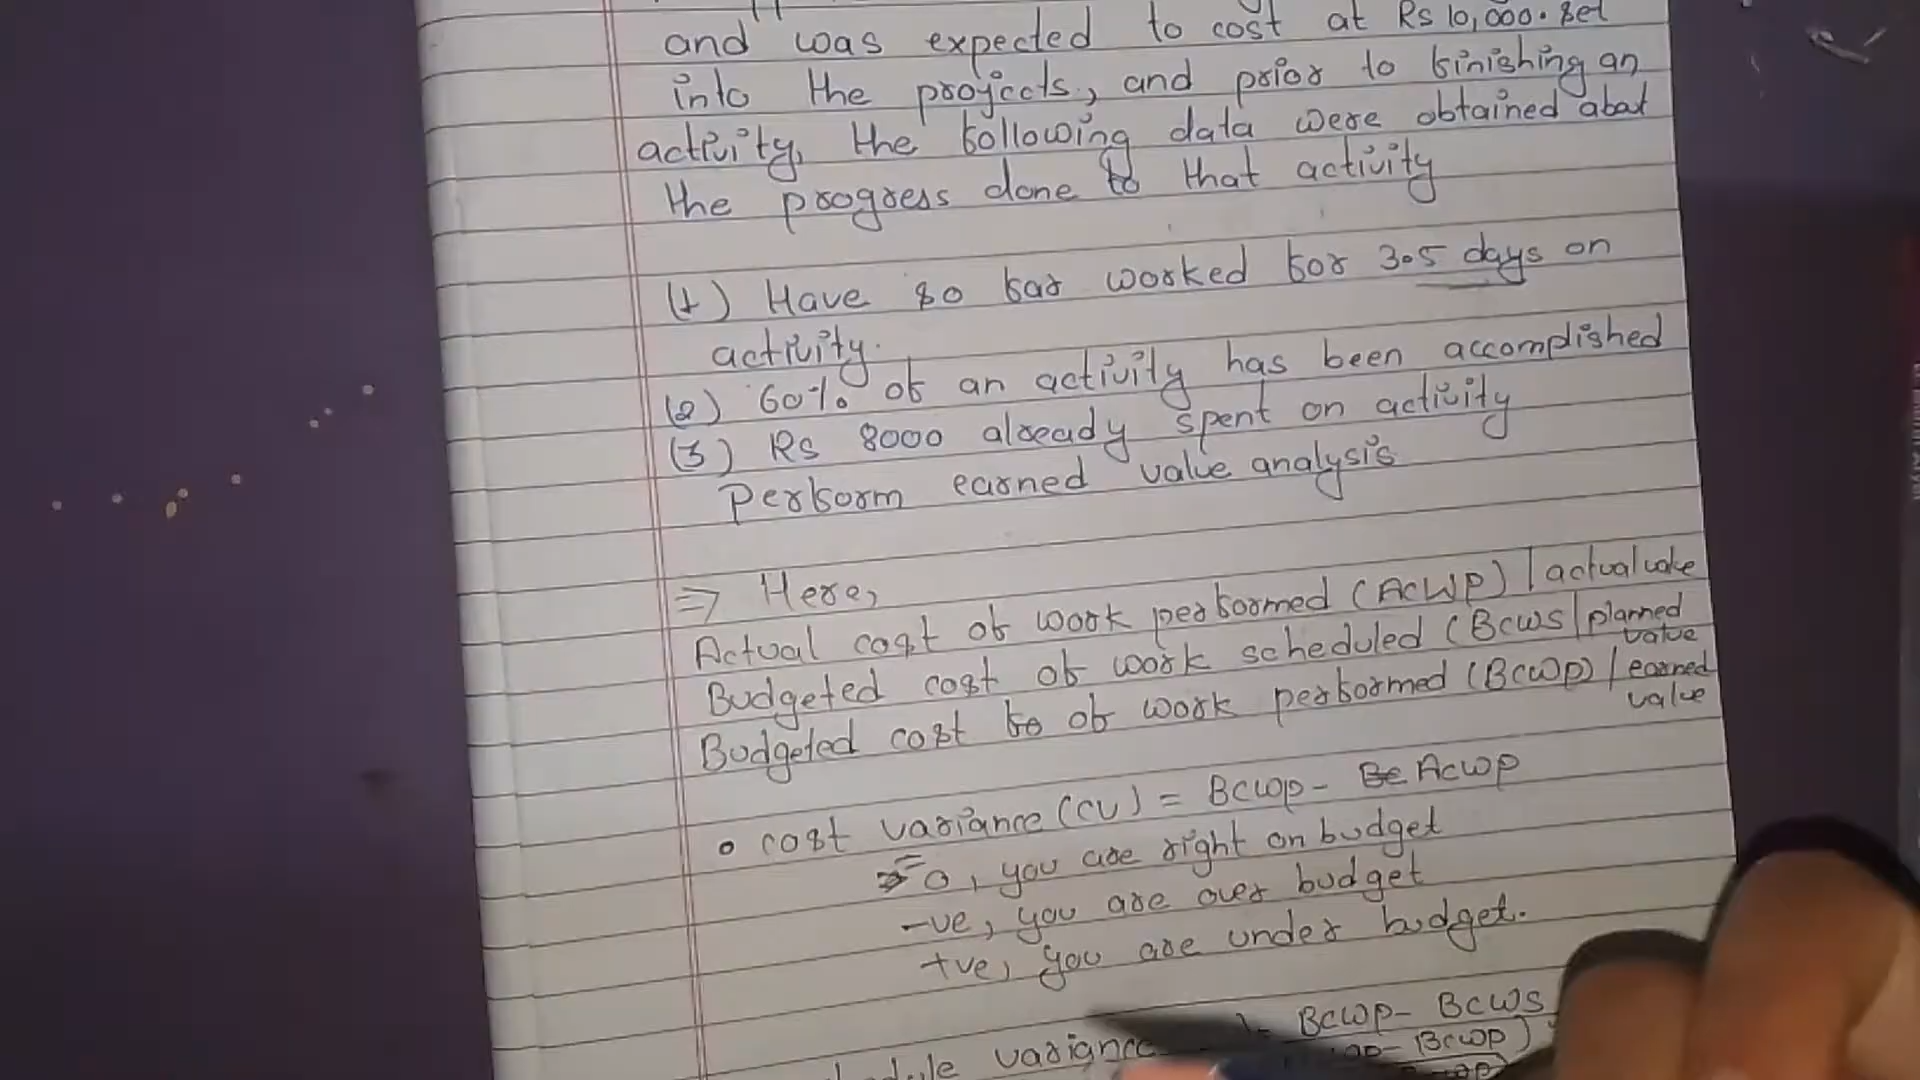 and was expected to cost at Rs 10,000. Set
into the projects, and prior to finishing an
activity, the following data were obtained abou
the progress done to that activity
(1) Have so far worked for 3.5 days on
activity.
(2) 60% of an activity has been accomplished
(3) Rs 8000 already spent on activity
Perform earned value analysis
⇒ Here,
Actual cost of work performed (ACWP) / actual value
Budgeted cost of work scheduled (BCWS / planned value
Budgeted cost of work performed (BCWP) / earned value
• cost variance (CV) = BCWP - ACWP
= 0, you are right on budget
-ve, you are over budget
+ve, you are under budget.
variance BCWP - BCWS
- BCWP)